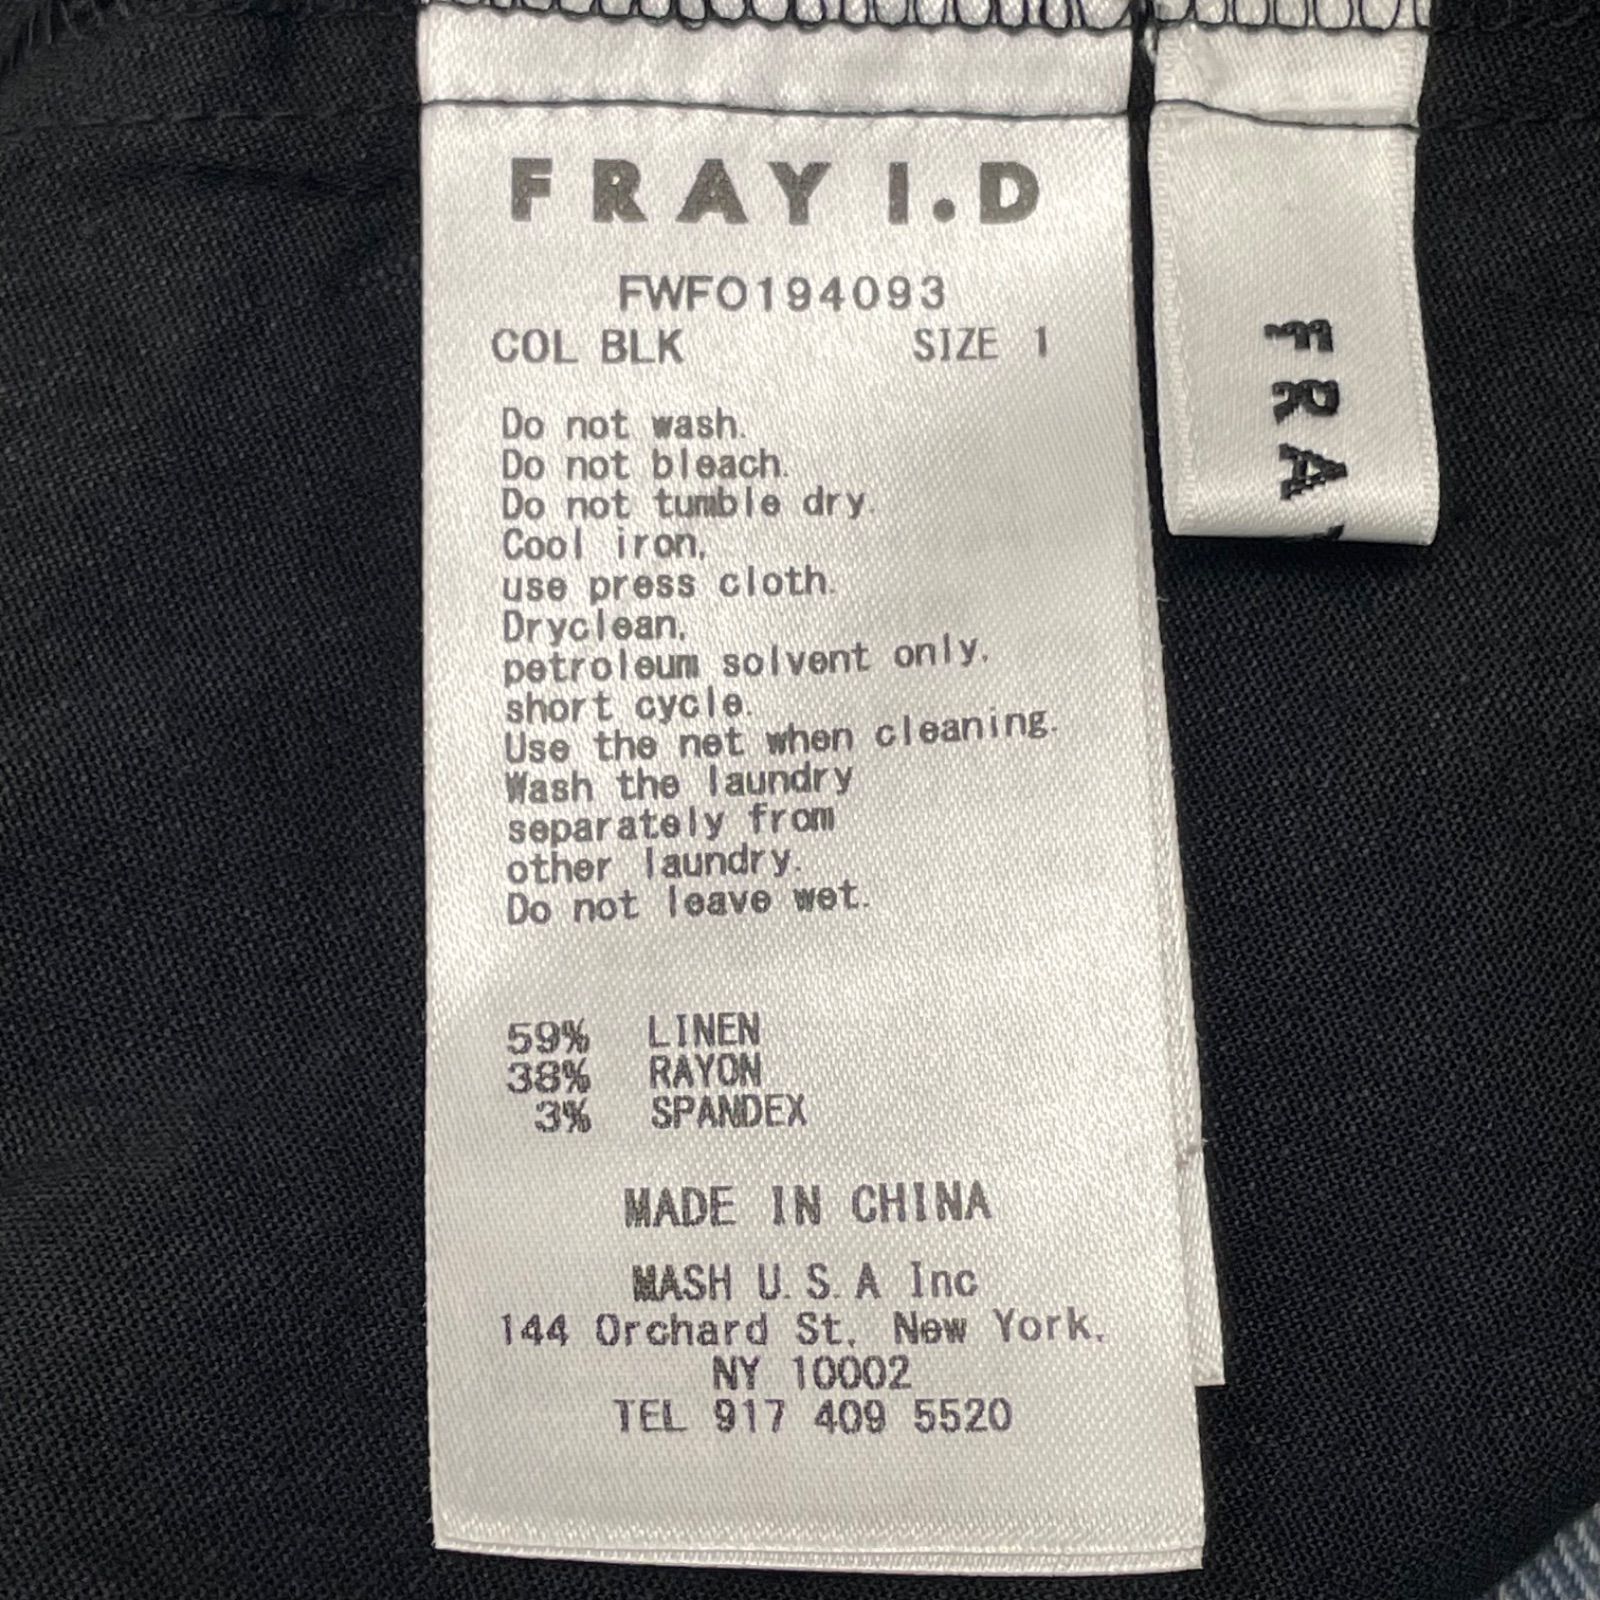 FRAY I.D
FWFO194093
COL BLK SIZE 1
Do not wash.
Do not bleach.
Do not tumble dry.
Cool iron,
use press cloth.
Dryclean,
petroleum solvent only,
short cycle.
Use the net when cleaning.
Wash the laundry
separately from
other laundry.
Do not leave wet.
59% LINEN
38% RAYON
3% SPANDEX
MADE IN CHINA
MASH U.S.A Inc
144 Orchard St, New York,
NY 10002
TEL 917 409 5520
FRA